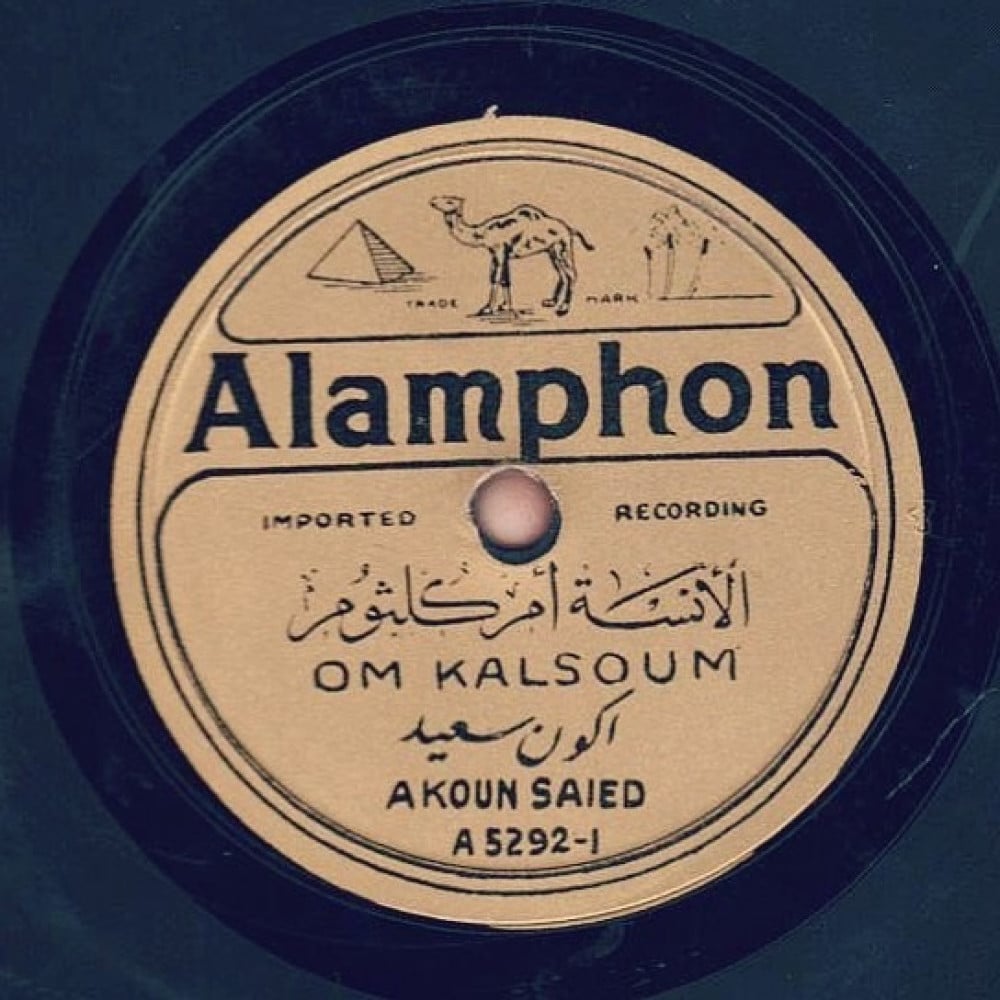 TRADE MARK
Alamphon
IMPORTED RECORDING
الآنسة أم كلثوم
OM KALSOUM
اكون سعيد
AKOUN SAIED
A 5292-1